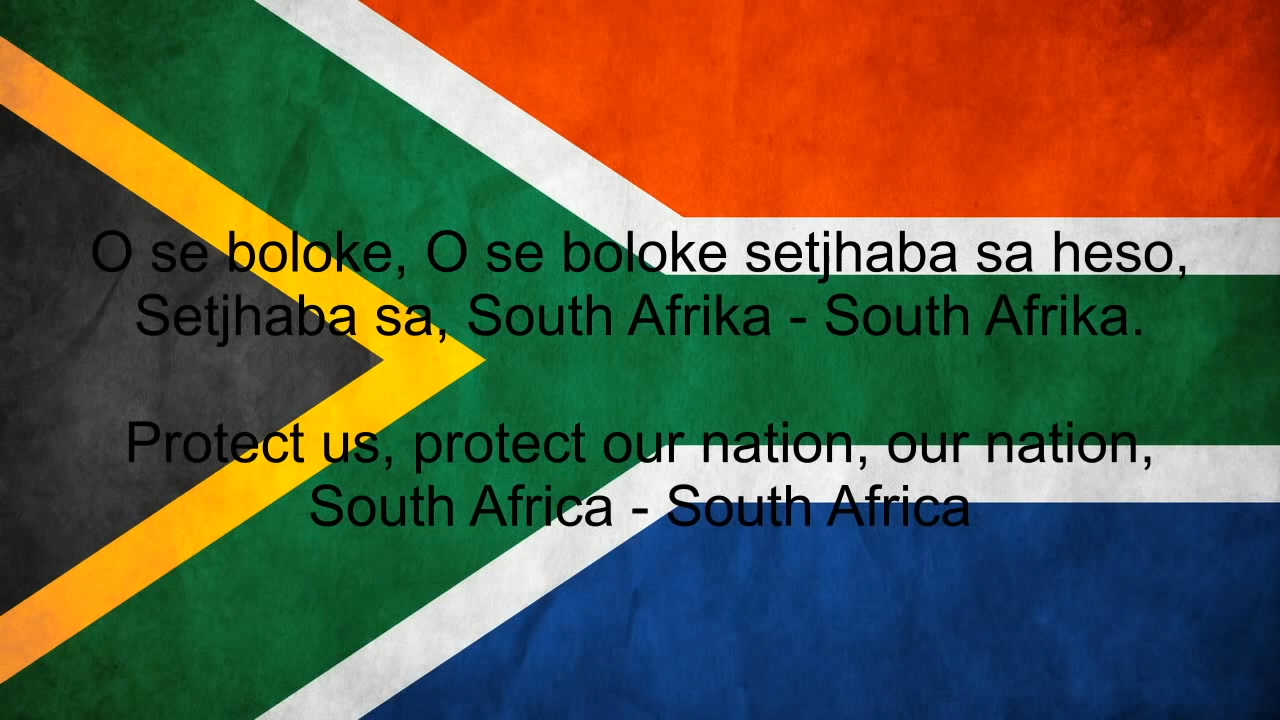 O se boloke, O se boloke setjhaba sa heso,
Setjhaba sa, South Afrika - South Afrika.
Protect us, protect our nation, our nation,
South Africa - South Africa